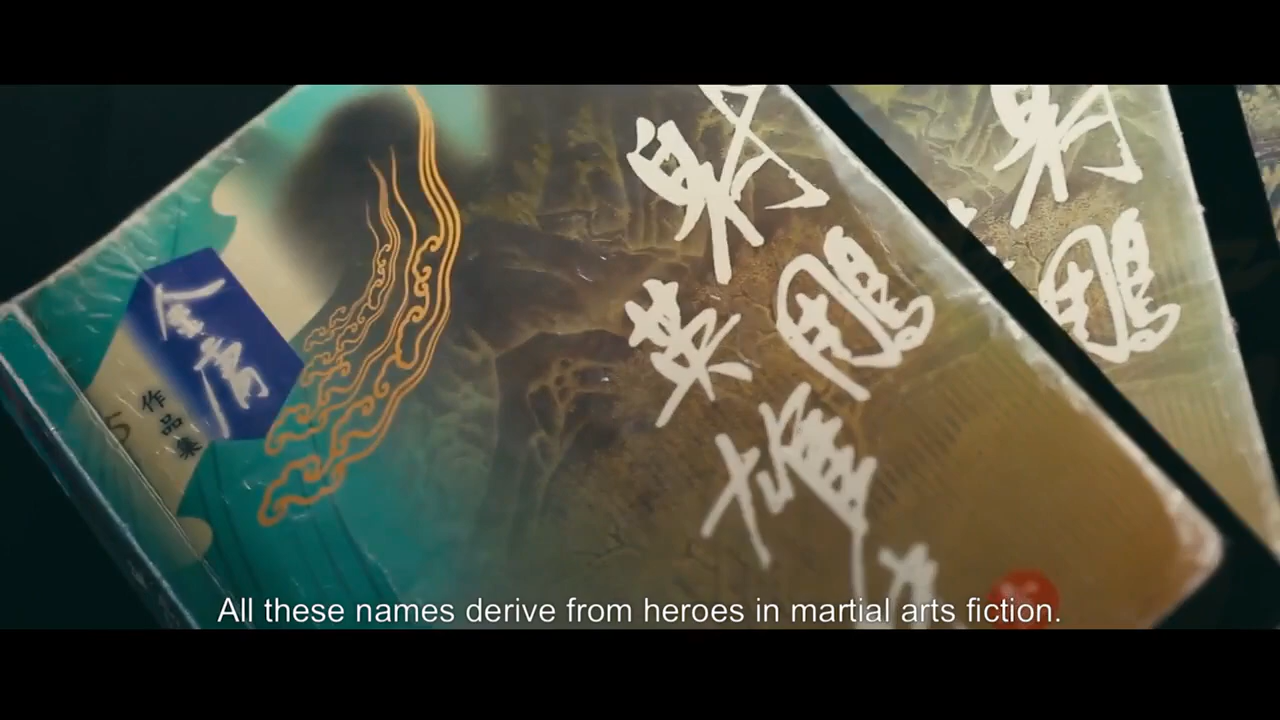 金庸
作品集
5
射鵰
英雄
射
鵰
All these names derive from heroes in martial arts fiction.